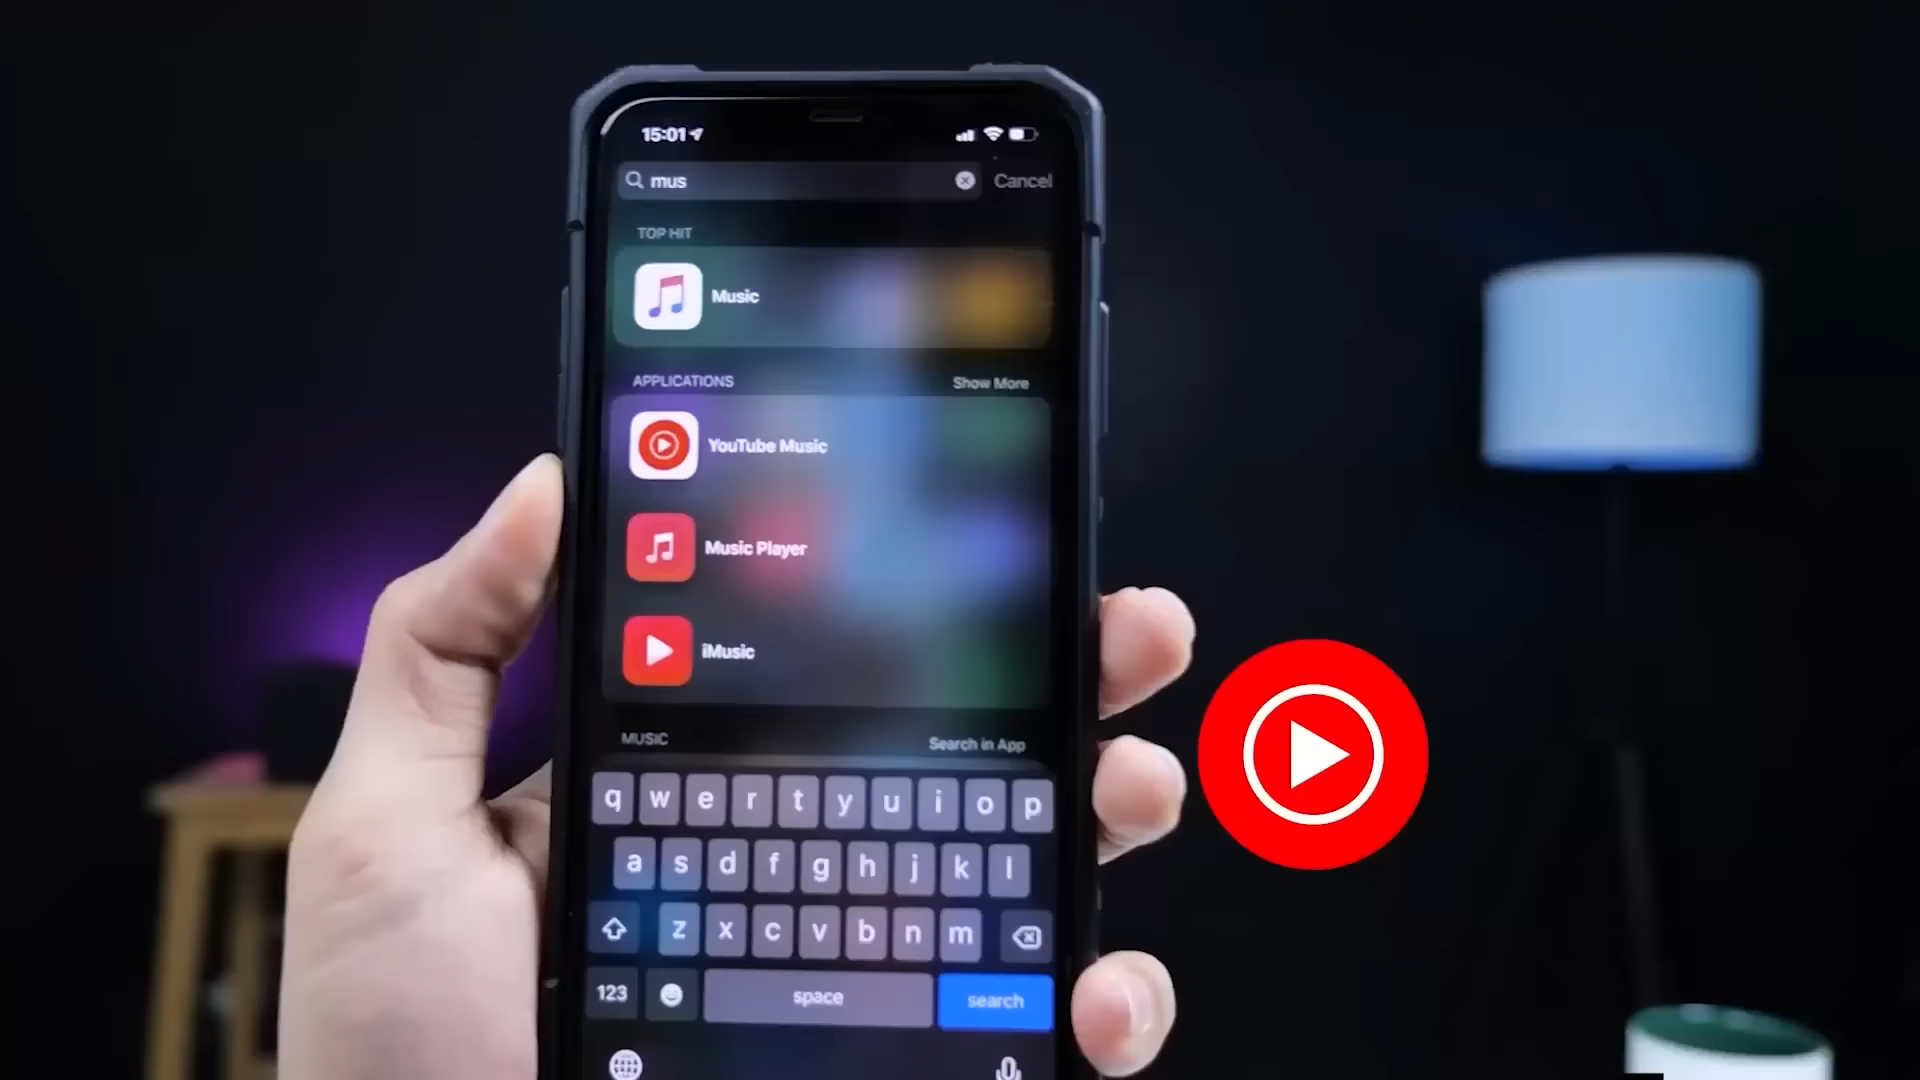 15:01
mus
Cancel
TOP HIT
Music
APPLICATIONS
Show More
YouTube Music
Music Player
iMusic
MUSIC
Search in App
q w e r t y u i o p
a s d f g h j k l
z x c v b n m
123
space
search